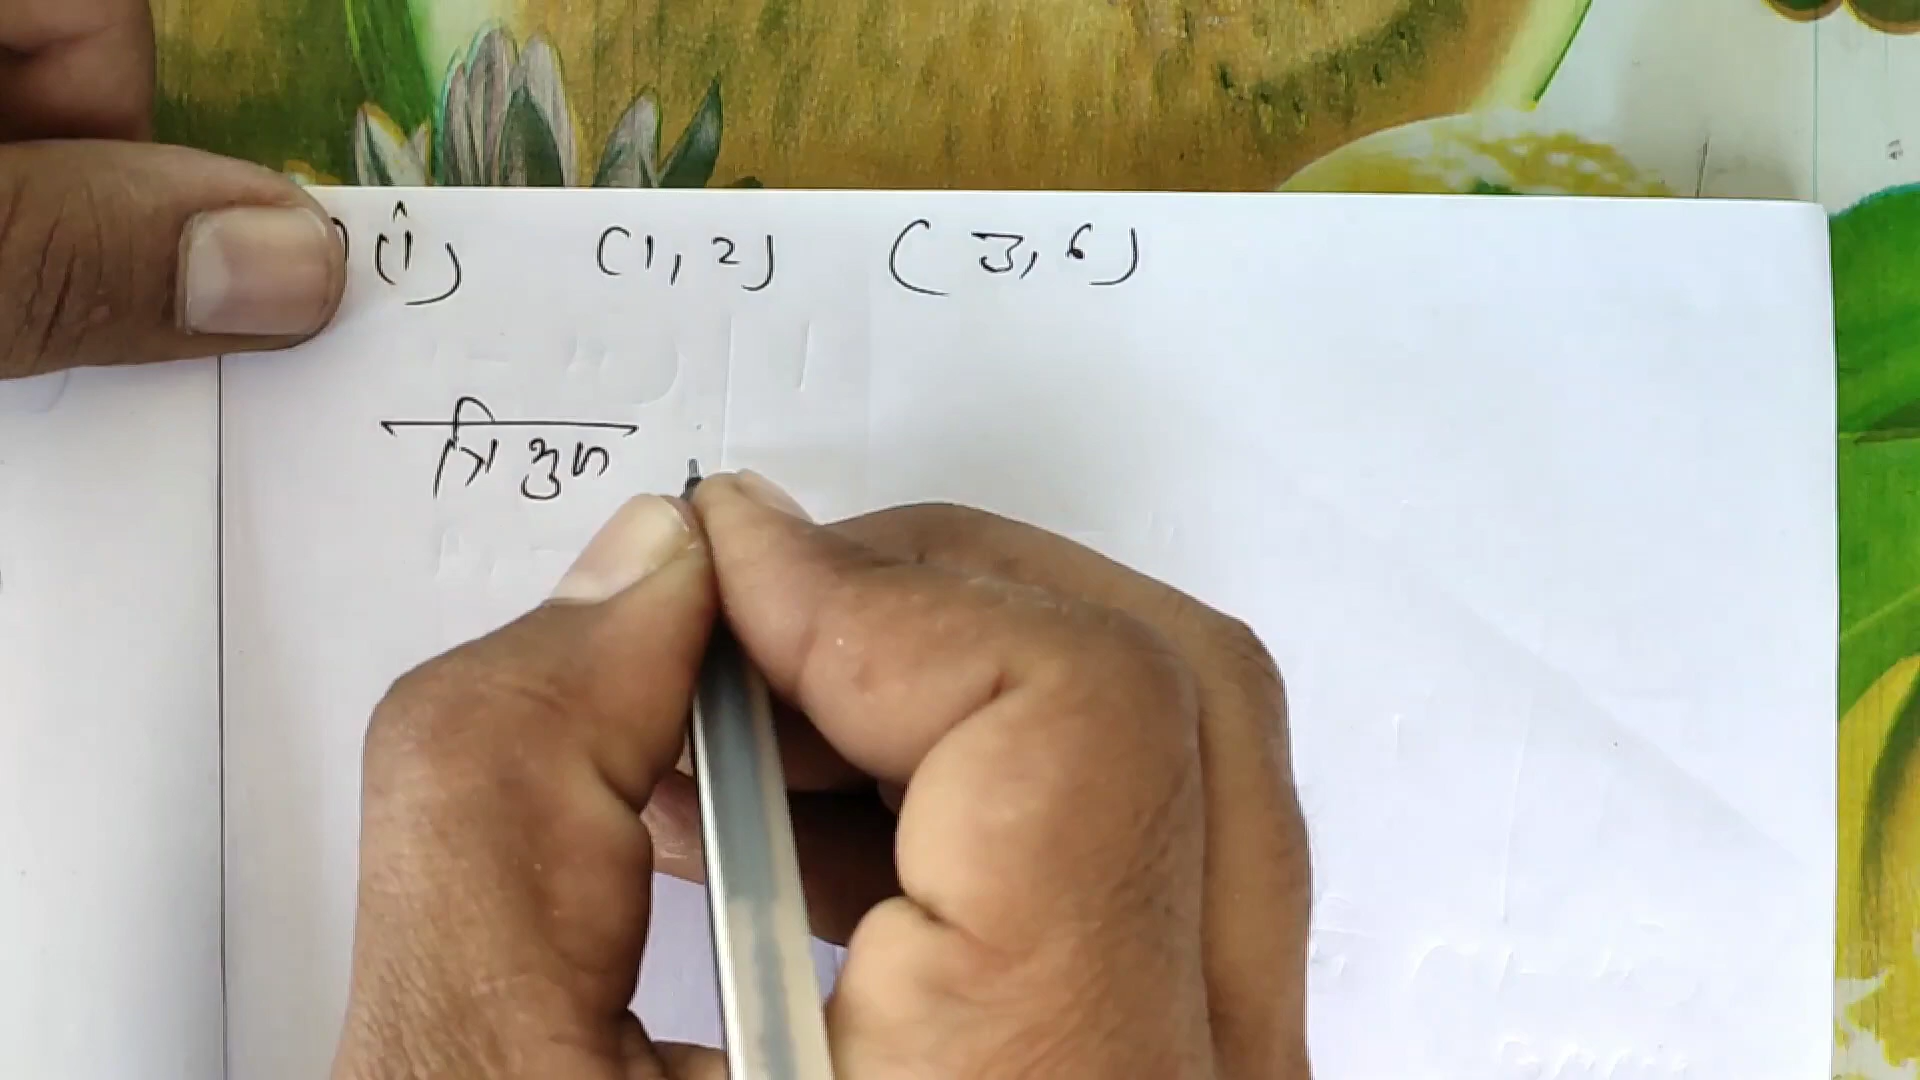 (i) (1, 2) (3, 6)
त्रिभुज